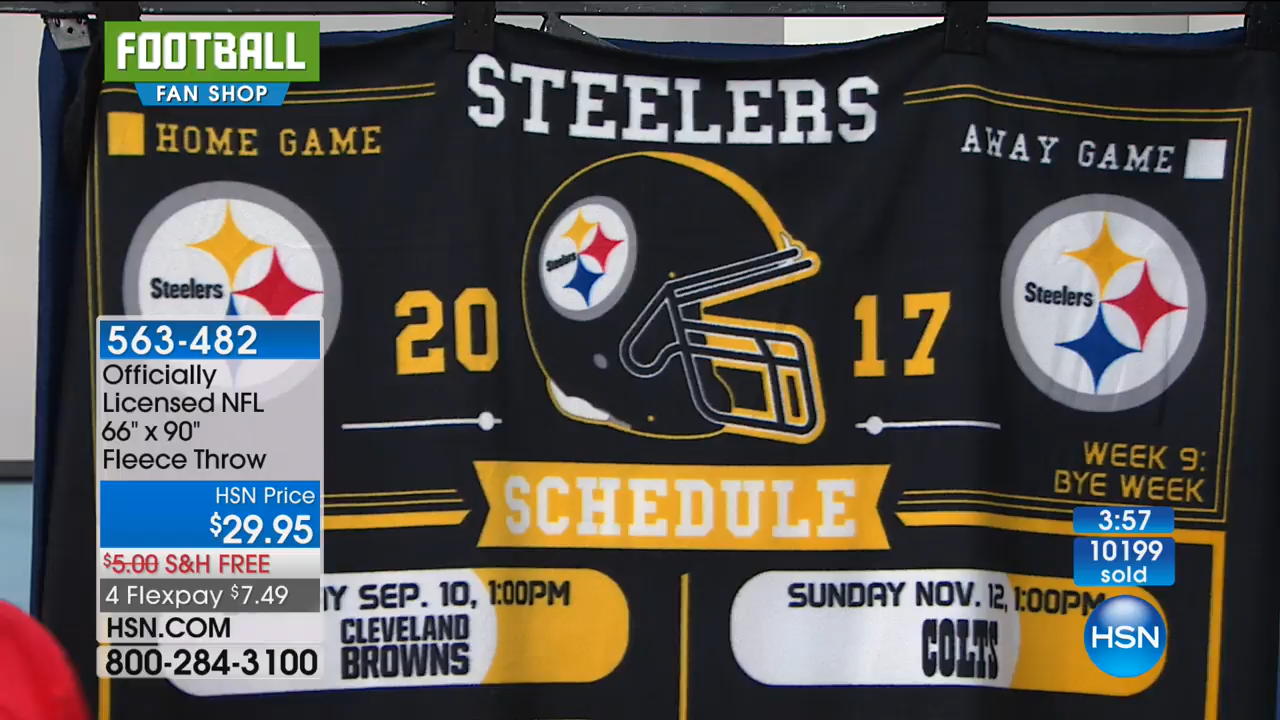 FOOTBALL
FAN SHOP
STEELERS
HOME GAME
AWAY GAME
Steelers
Steelers
Steelers
20
17
WEEK 9:
BYE WEEK
SCHEDULE
SEP. 10, 1:00PM
CLEVELAND
BROWNS
SUNDAY NOV. 12, 1:00PM
COLTS
563-482
Officially
Licensed NFL
66" x 90"
Fleece Throw
HSN Price
$29.95
$5.00 S&H FREE
4 Flexpay $7.49
HSN.COM
800-284-3100
3:57
10199
sold
HSN